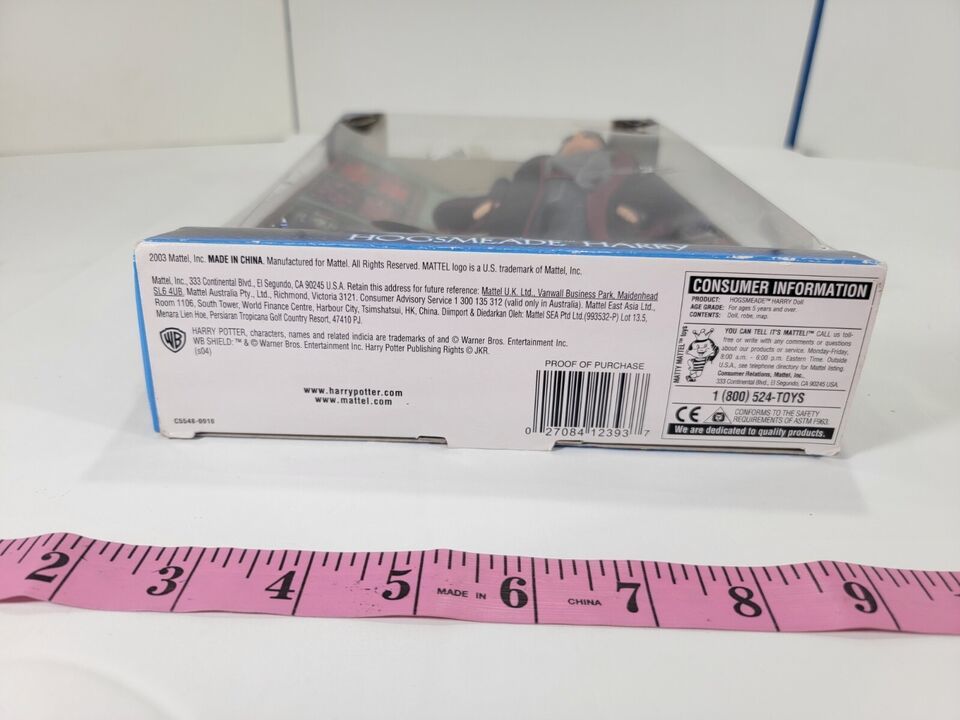 HOGSMEADE™ HARRY
2003 Mattel, Inc. MADE IN CHINA. Manufactured for Mattel. All Rights Reserved. MATTEL logo is a U.S. trademark of Mattel, Inc.
Mattel, Inc., 333 Continental Blvd., El Segundo, CA 90245 U.S.A. Retain this address for future reference: Mattel U.K. Ltd., Vanwall Business Park, Maidenhead
SL6 4UB. Mattel Australia Pty., Ltd., Richmond, Victoria 3121. Consumer Advisory Service 1 300 135 312 (valid only in Australia). Mattel East Asia Ltd.,
Room 1106, South Tower, World Finance Centre, Harbour City, Tsimshatsui, HK, China. Diimport & Diedarkan Oleh: Mattel SEA Ptd Ltd.(993532-P) Lot 13.5,
Menara Lien Hoe, Persiaran Tropicana Golf Country Resort, 47410 PJ.
WB
HARRY POTTER, characters, names and related indicia are trademarks of and © Warner Bros. Entertainment Inc.
WB SHIELD: ™ & © Warner Bros. Entertainment Inc. Harry Potter Publishing Rights © JKR.
(s04)
PROOF OF PURCHASE
www.harrypotter.com
www.mattel.com
C5548-0910
0 27084 12393 7
CONSUMER INFORMATION
PRODUCT: HOGSMEADE™ HARRY Doll
AGE GRADE: For ages 5 years and over.
CONTENTS: Doll, robe, map.
MATTY MATTEL™ toys
YOU CAN TELL IT'S MATTEL!™ CALL us toll-
free or write with any comments or questions
about our products or service. Monday-Friday,
8:00 a.m. - 6:00 p.m. Eastern Time. Outside
U.S.A., see telephone directory for Mattel listing.
Consumer Relations, Mattel, Inc.,
333 Continental Blvd., El Segundo, CA 90245 USA.
1 (800) 524-TOYS
CE
CONFORMS TO THE SAFETY
REQUIREMENTS OF ASTM F963.
We are dedicated to quality products.
2 3 4 5 MADE IN 6 CHINA 7 8 9